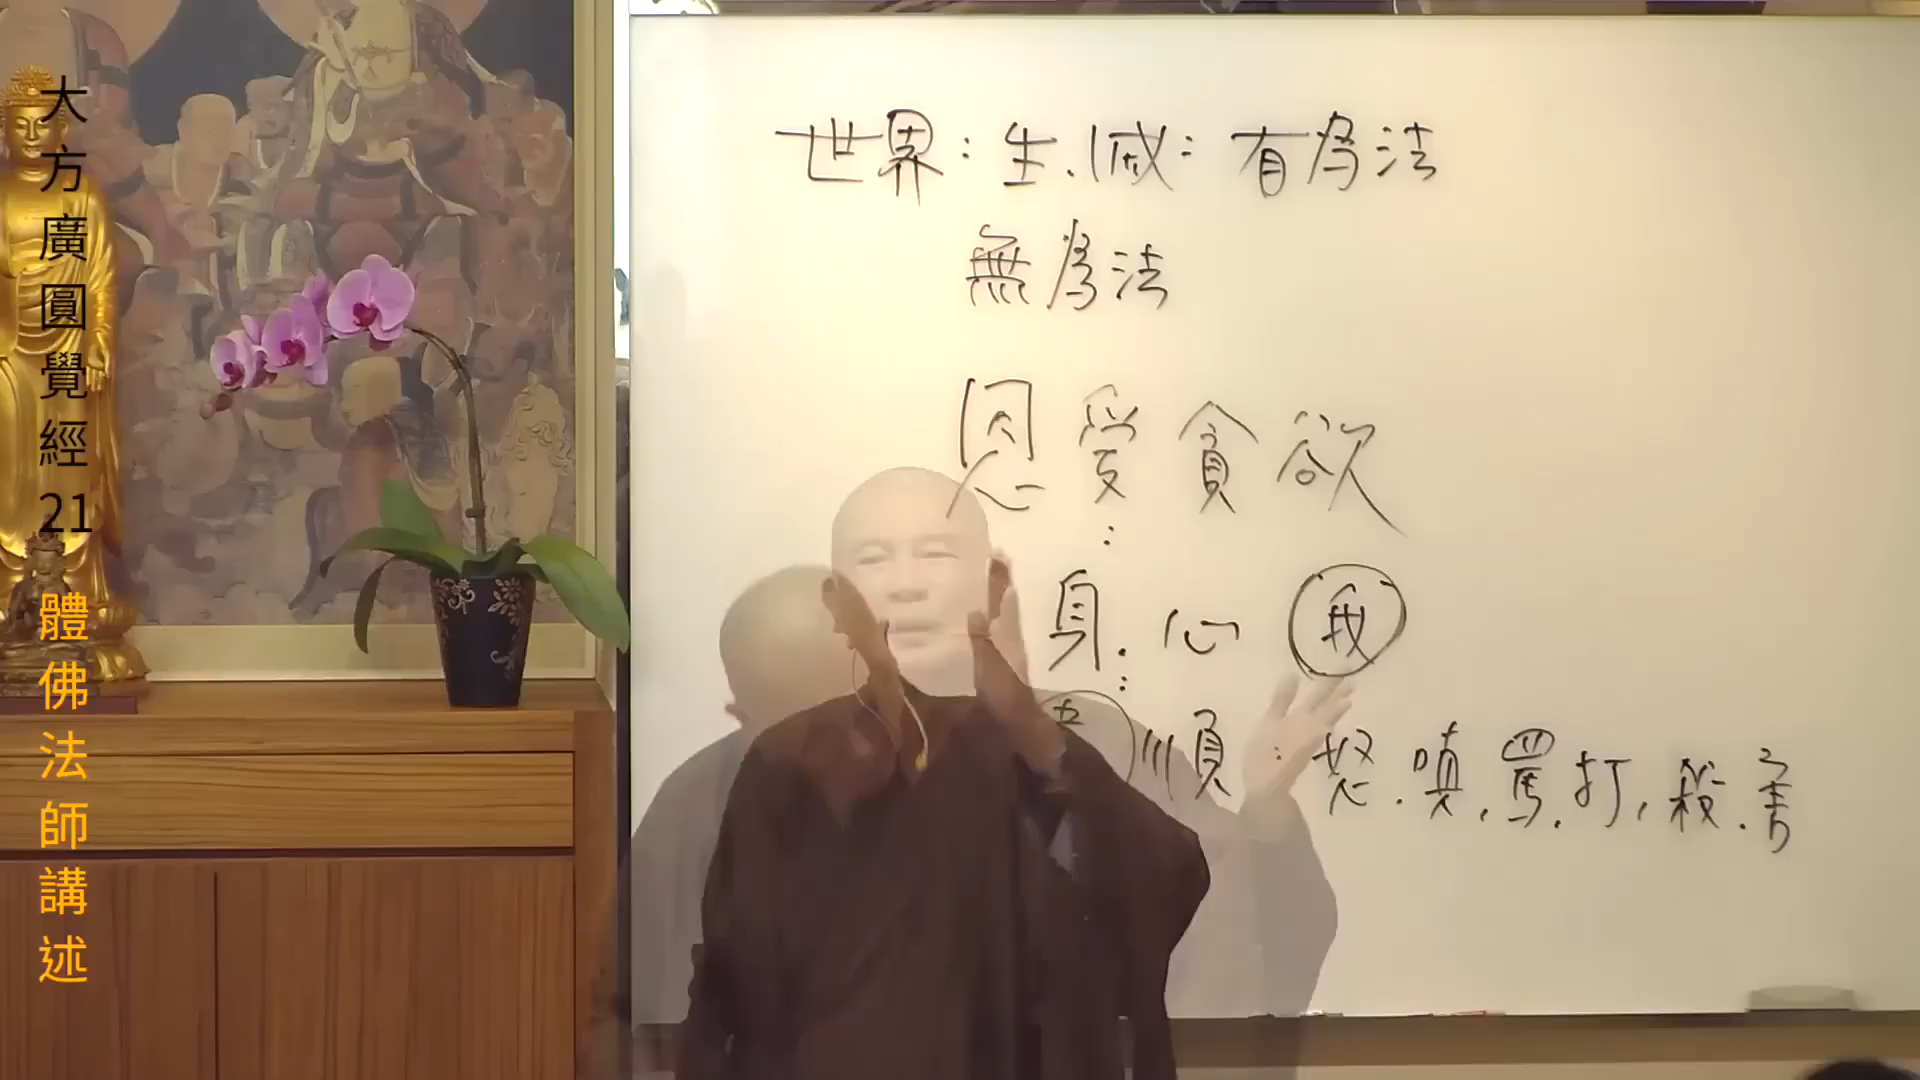 大方廣圓覺經21 體佛法師講述
世界：生、滅：有為法
無為法
恩愛貪欲
：
身．心 我
：
五 順：怒．嗔．罵．打，殺．害